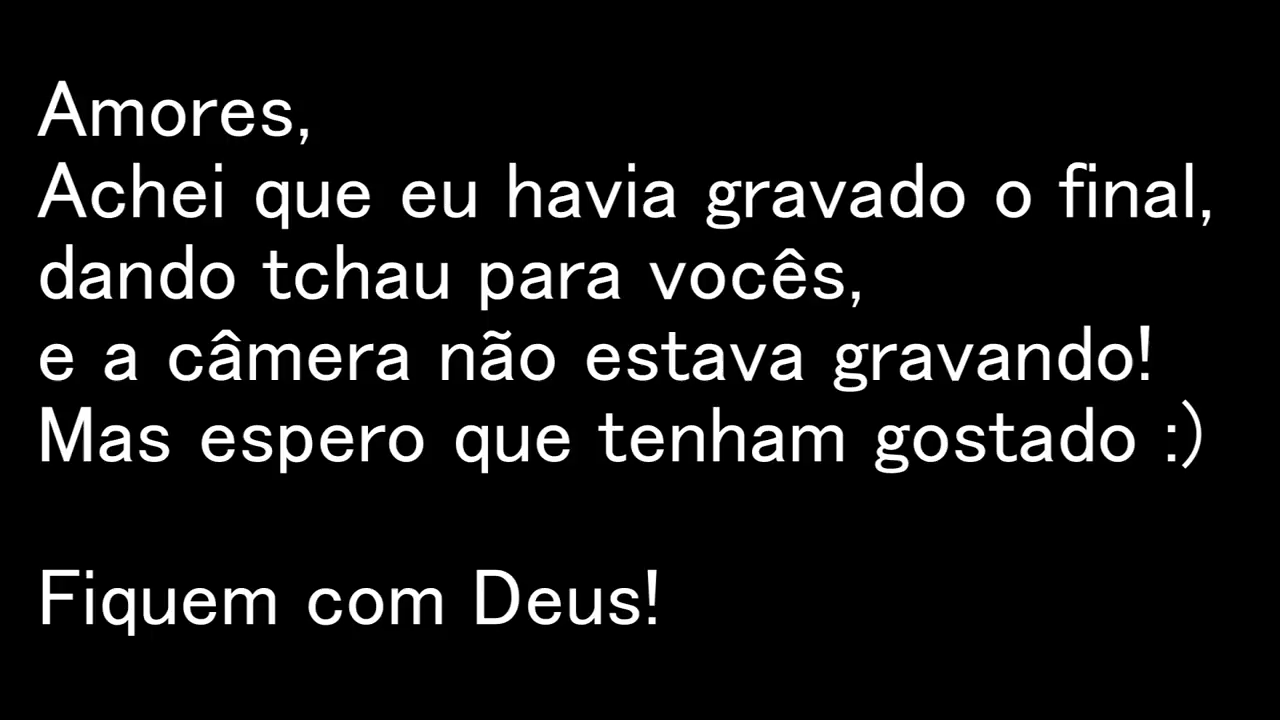 Amores,
Achei que eu havia gravado o final,
dando tchau para vocês,
e a câmera não estava gravando!
Mas espero que tenham gostado :)
Fiquem com Deus!